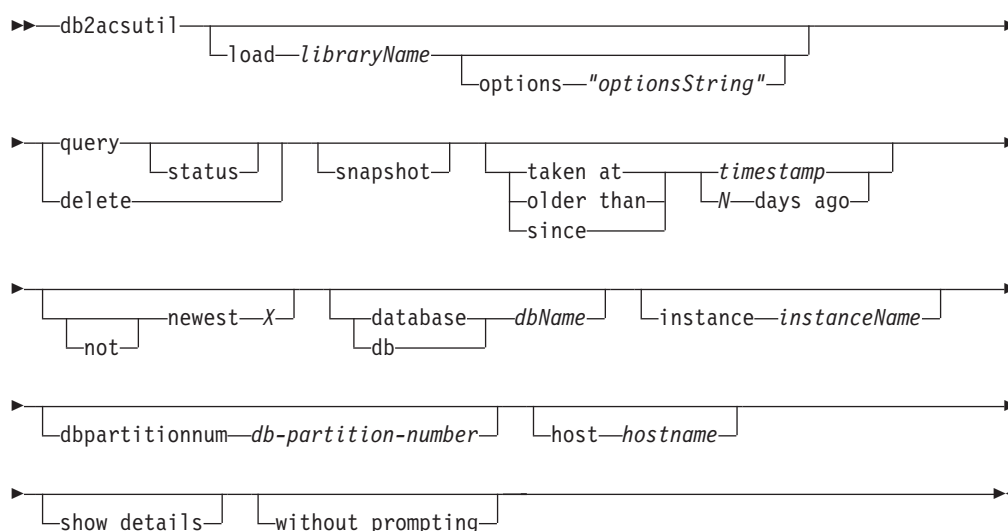 db2acsutil
load libraryName
options "optionsString"
query
status
snapshot
taken at timestamp
delete
older than N days ago
since
newest X
not
database dbName
db
instance instanceName
dbpartitionnum db-partition-number
host hostname
show details
without prompting